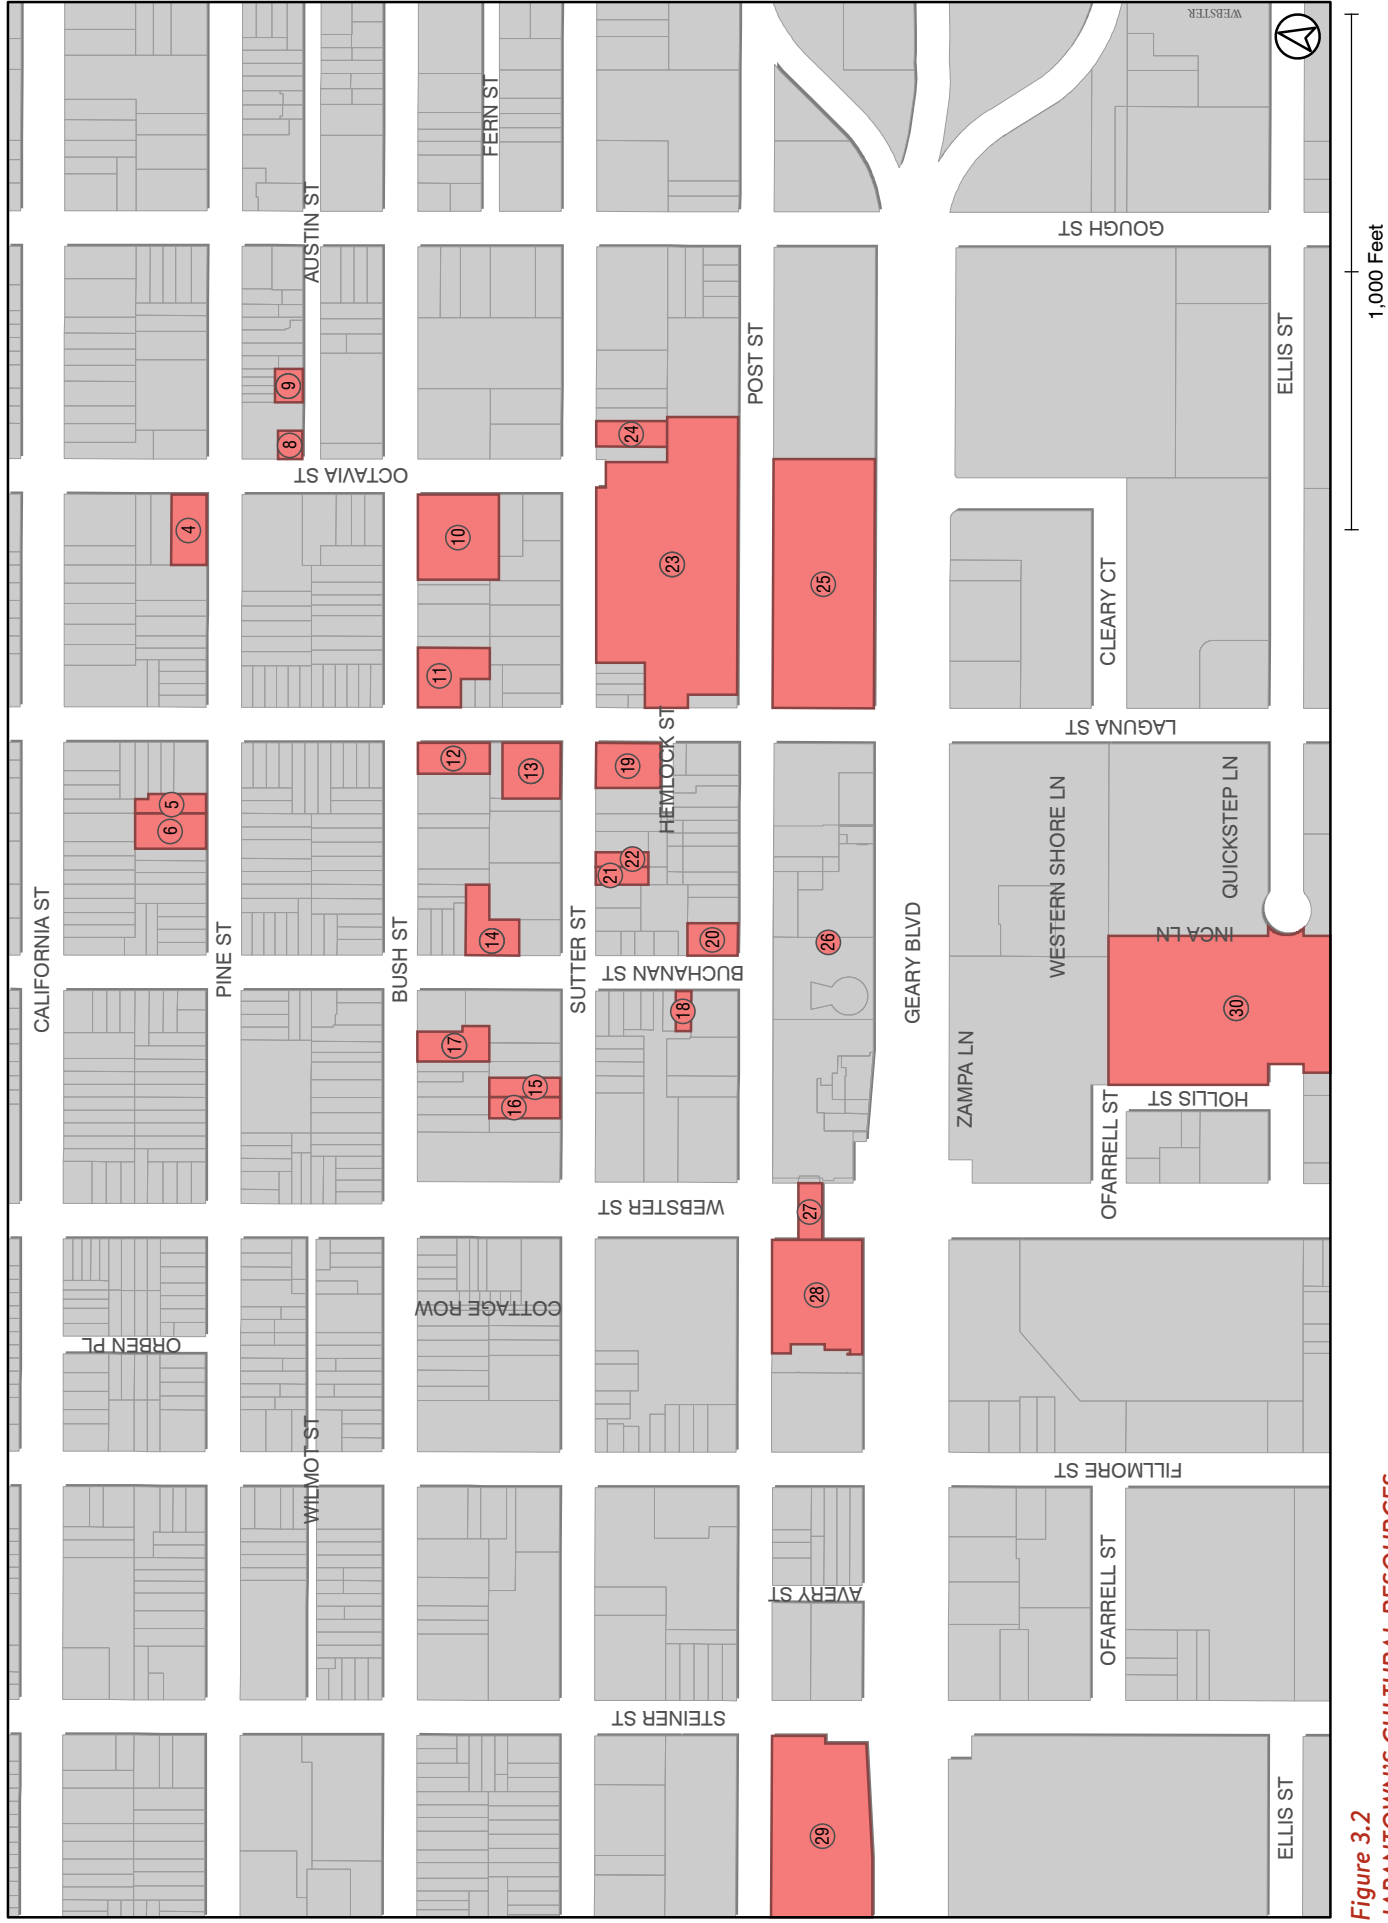 CALIFORNIA ST
ORBEN PL
6
5
4
PINE ST
WILMOT ST
AUSTIN ST
8
9
OCTAVIA ST
BUSH ST
COTTAGE ROW
17
16
15
14
12
13
11
10
FERN ST
SUTTER ST
STEINER ST
WEBSTER ST
BUCHANAN ST
18
20
21
22
19
HEMLOCK ST
23
24
POST ST
29
AVERY ST
28
27
26
25
GEARY BLVD
ZAMPA LN
FILLMORE ST
WESTERN SHORE LN
LAGUNA ST
GOUGH ST
OFARRELL ST
OFARRELL ST
CLEARY CT
HOLLIS ST
INCA LN
QUICKSTEP LN
30
WEBSTER
ELLIS ST
ELLIS ST
1,000 Feet
Figure 3.2
JAPANTOWN'S CULTURAL RESOURCES